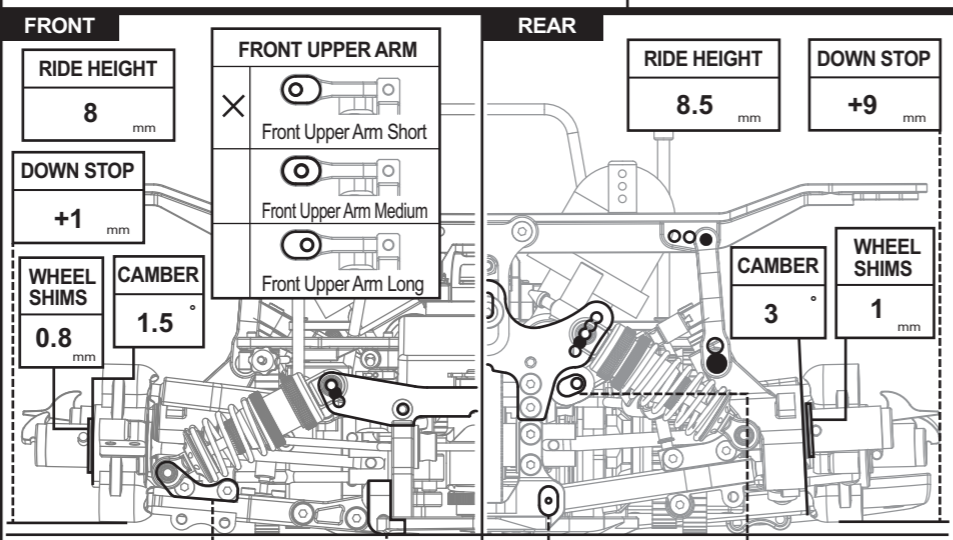 FRONT
FRONT UPPER ARM
RIDE HEIGHT
8 mm
X
Front Upper Arm Short
Front Upper Arm Medium
Front Upper Arm Long
DOWN STOP
+1 mm
WHEEL
SHIMS
0.8 mm
CAMBER
1.5 °
REAR
RIDE HEIGHT
8.5 mm
DOWN STOP
+9 mm
CAMBER
3 °
WHEEL
SHIMS
1 mm